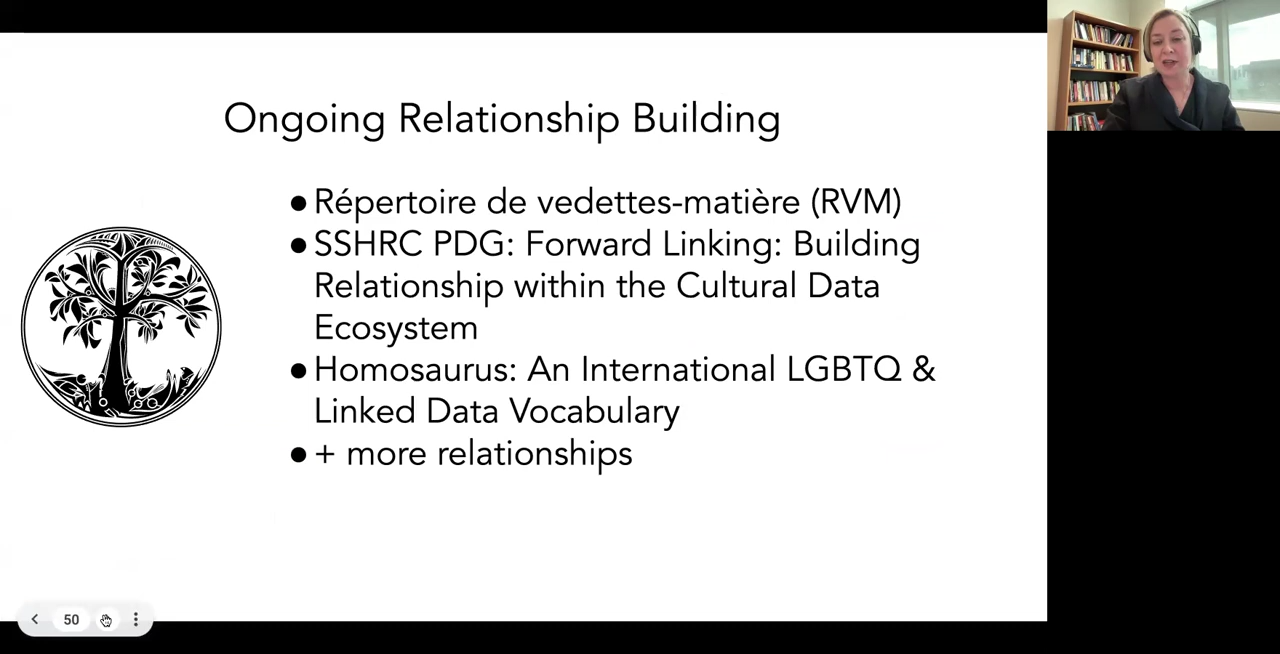 Ongoing Relationship Building
● Répertoire de vedettes-matière (RVM)
● SSHRC PDG: Forward Linking: Building
Relationship within the Cultural Data
Ecosystem
● Homosaurus: An International LGBTQ &
Linked Data Vocabulary
● + more relationships
50